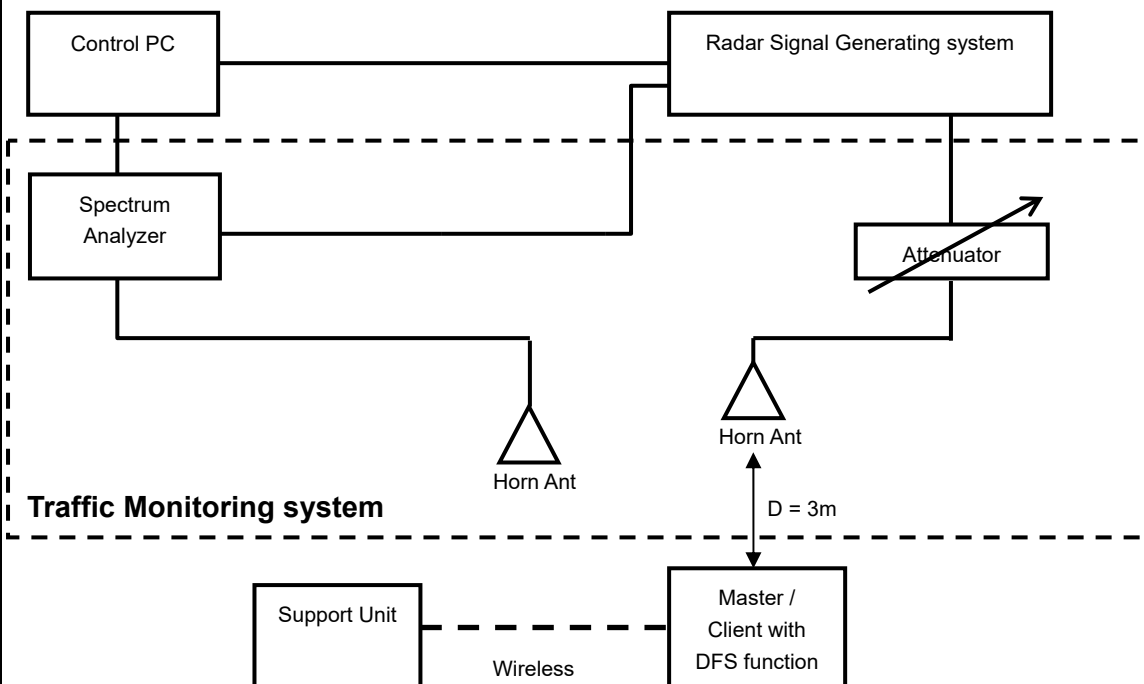 Control PC
Radar Signal Generating system
Spectrum
Analyzer
Attenuator
Horn Ant
Horn Ant
Traffic Monitoring system
D = 3m
Support Unit
Wireless
Master /
Client with
DFS function